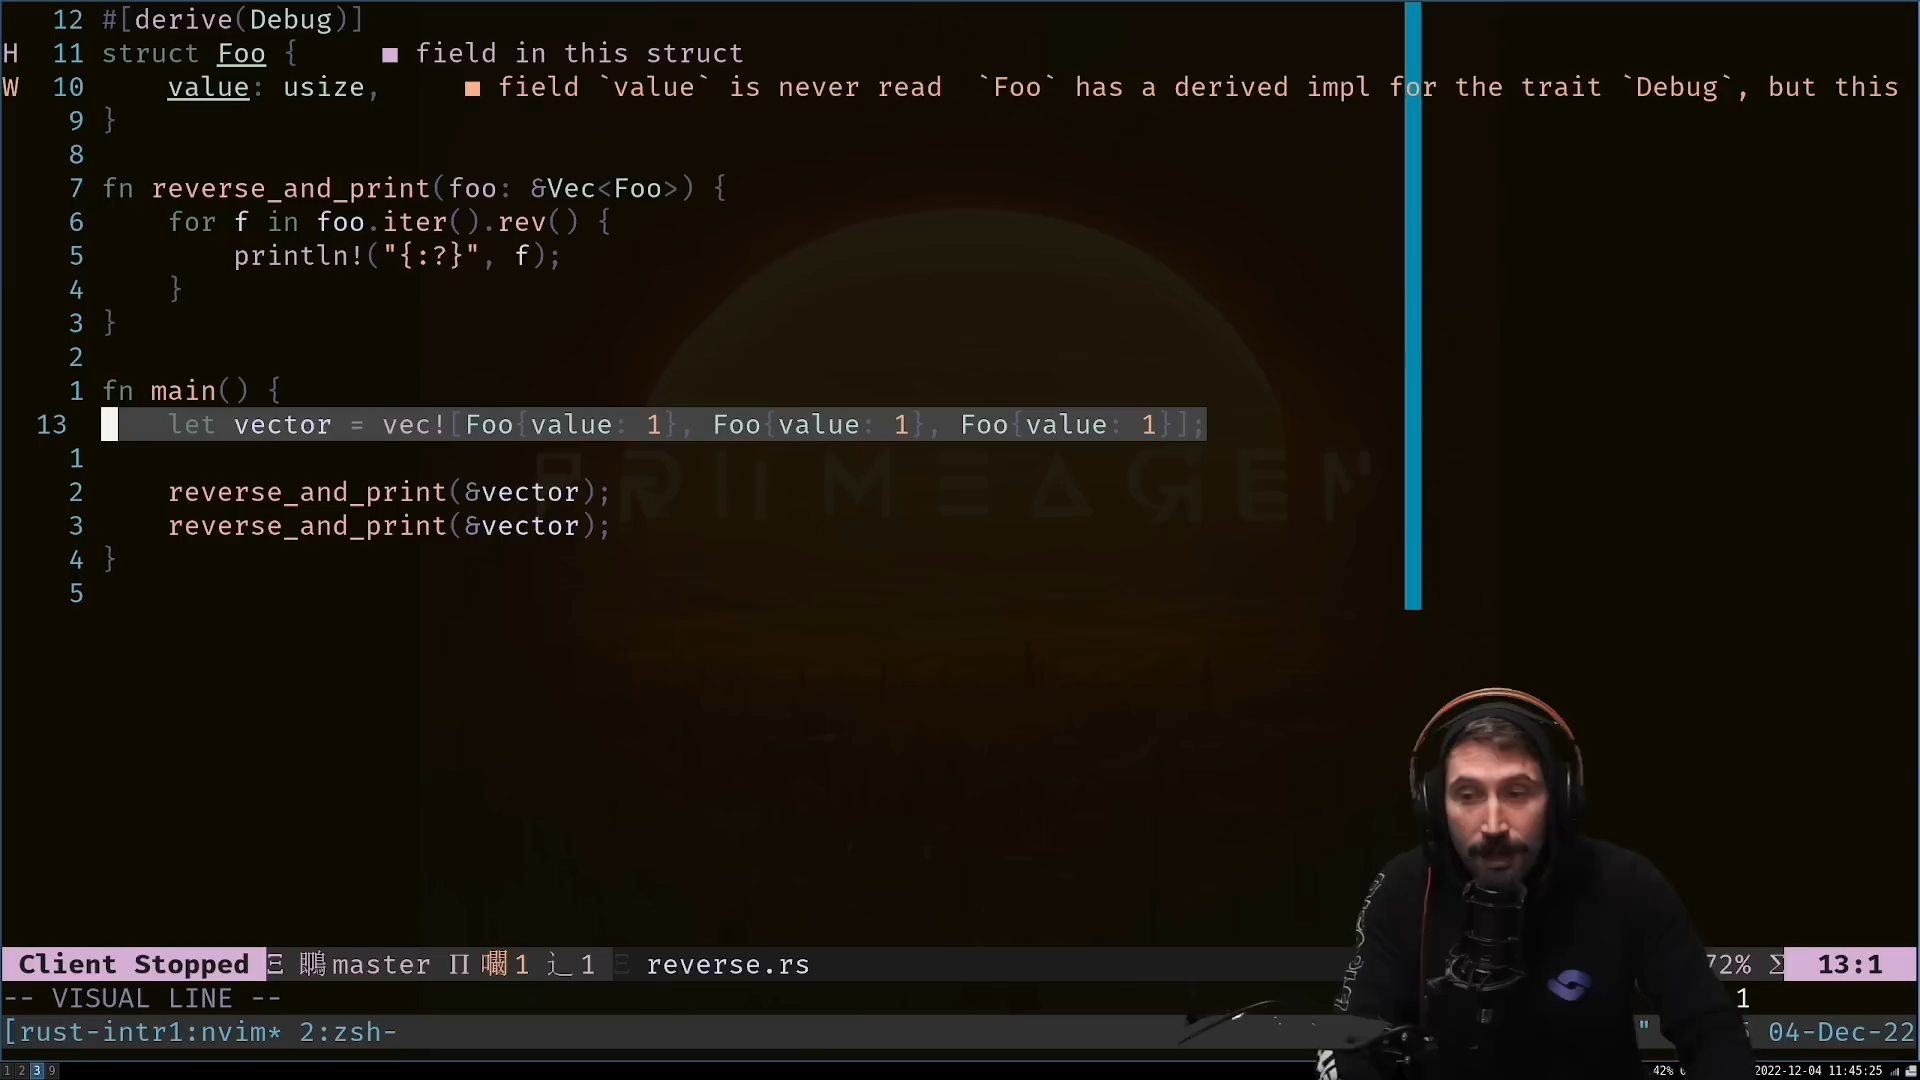 12 #[derive(Debug)]
H 11 struct Foo { ■ field in this struct
W 10 value: usize, ■ field `value` is never read `Foo` has a derived impl for the trait `Debug`, but this
9 }
8
7 fn reverse_and_print(foo: &Vec<Foo>) {
6 for f in foo.iter().rev() {
5 println!("{:?}", f);
4 }
3 }
2
1 fn main() {
13 let vector = vec![Foo{value: 1}, Foo{value: 1}, Foo{value: 1}];
1
2 reverse_and_print(&vector);
3 reverse_and_print(&vector);
4 }
5
Client Stopped master 1 1 reverse.rs 72% 13:1
-- VISUAL LINE -- 1
[rust-intr1:nvim* 2:zsh- " 04-Dec-22
1 2 3 9 42% 2022-12-04 11:45:25